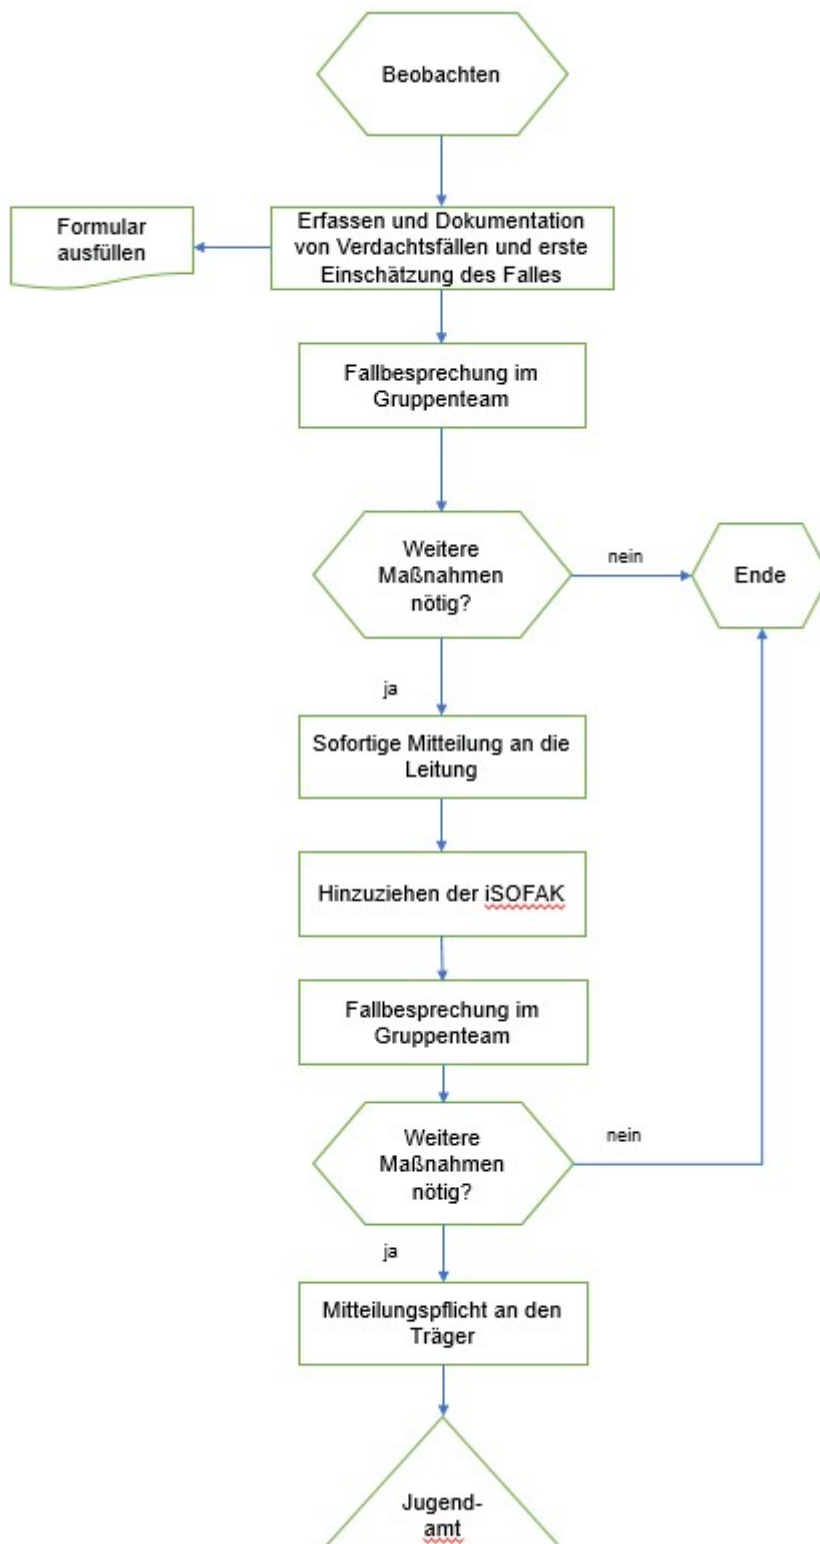 Beobachten
Formular
ausfüllen
Erfassen und Dokumentation
von Verdachtsfällen und erste
Einschätzung des Falles
Fallbesprechung im
Gruppenteam
Weitere
Maßnahmen
nötig?
nein
Ende
ja
Sofortige Mitteilung an die
Leitung
Hinzuziehen der iSOFAK
Fallbesprechung im
Gruppenteam
Weitere
Maßnahmen
nötig?
nein
ja
Mitteilungspflicht an den
Träger
Jugend-
amt